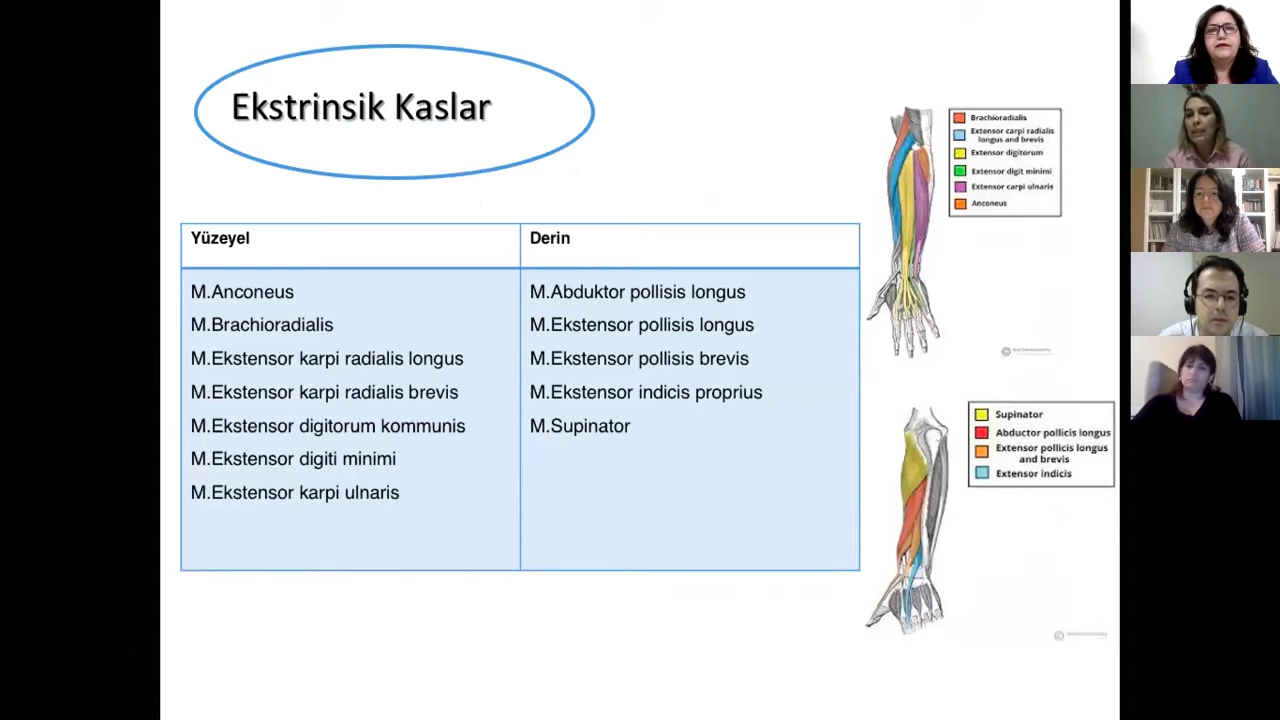 Ekstrinsik Kaslar
Yüzeyel
Derin
M.Anconeus
M.Brachioradialis
M.Ekstensor karpi radialis longus
M.Ekstensor karpi radialis brevis
M.Ekstensor digitorum kommunis
M.Ekstensor digiti minimi
M.Ekstensor karpi ulnaris
M.Abduktor pollisis longus
M.Ekstensor pollisis longus
M.Ekstensor pollisis brevis
M.Ekstensor indicis proprius
M.Supinator
Brachioradialis
Extensor carpi radialis
longus and brevis
Extensor digitorum
Extensor digit minimi
Extensor carpi ulnaris
Anconeus
Supinator
Abductor pollicis longus
Extensor pollicis longus
and brevis
Extensor indicis